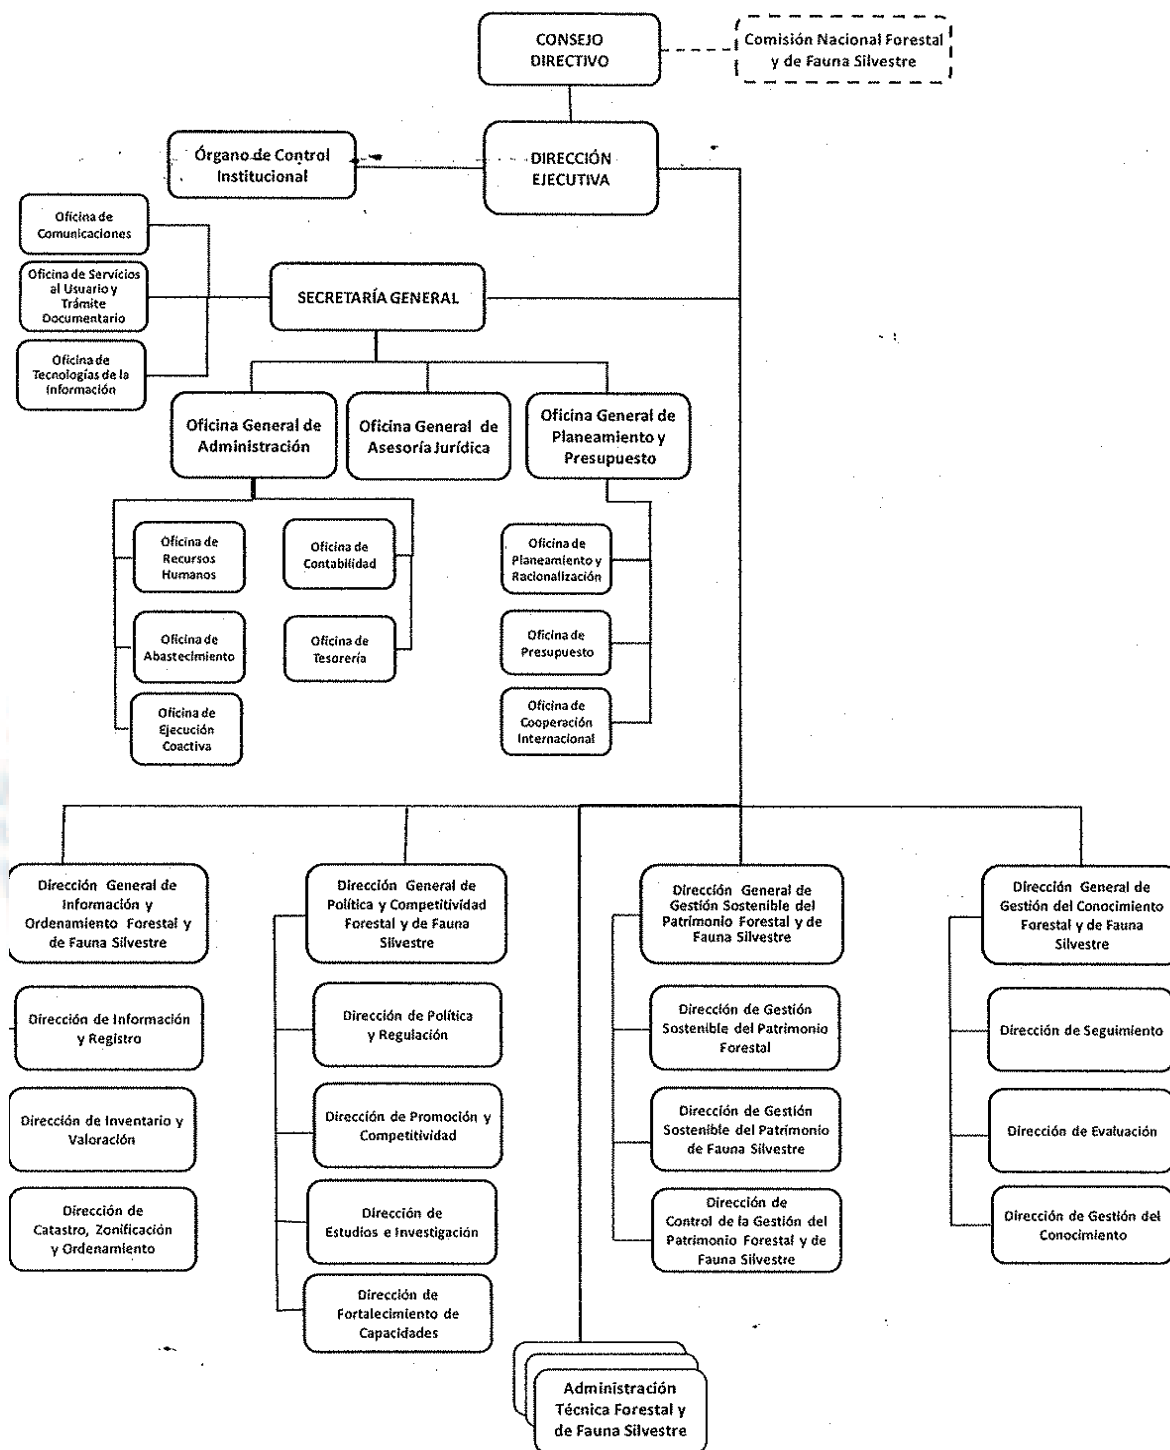 CONSEJO
DIRECTIVO
Comisión Nacional Forestal
y de Fauna Silvestre
Órgano de Control
Institucional
DIRECCIÓN
EJECUTIVA
Oficina de
Comunicaciones
Oficina de Servicios
al Usuario y
Trámite
Documentario
Oficina de
Tecnologías de la
Información
SECRETARÍA GENERAL
Oficina General de
Administración
Oficina General de
Asesoría Jurídica
Oficina General de
Planeamiento y
Presupuesto
Oficina de
Recursos
Humanos
Oficina de
Abastecimiento
Oficina de
Ejecución
Coactiva
Oficina de
Contabilidad
Oficina de
Tesorería
Oficina de
Planeamiento y
Racionalización
Oficina de
Presupuesto
Oficina de
Cooperación
Internacional
Dirección General de
Información y
Ordenamiento Forestal y
de Fauna Silvestre
Dirección de Información
y Registro
Dirección de Inventario y
Valoración
Dirección de
Catastro, Zonificación
y Ordenamiento
Dirección General de
Política y Competitividad
Forestal y de Fauna
Silvestre
Dirección de Política
y Regulación
Dirección de Promoción y
Competitividad
Dirección de
Estudios e Investigación
Dirección de
Fortalecimiento de
Capacidades
Dirección General de
Gestión Sostenible del
Patrimonio Forestal y de
Fauna Silvestre
Dirección de Gestión
Sostenible del Patrimonio
Forestal
Dirección de Gestión
Sostenible del Patrimonio
de Fauna Silvestre
Dirección de
Control de la Gestión del
Patrimonio Forestal y de
Fauna Silvestre
Dirección General de
Gestión del Conocimiento
Forestal y de Fauna
Silvestre
Dirección de Seguimiento
Dirección de Evaluación
Dirección de Gestión del
Conocimiento
Administración
Técnica Forestal y
de Fauna Silvestre